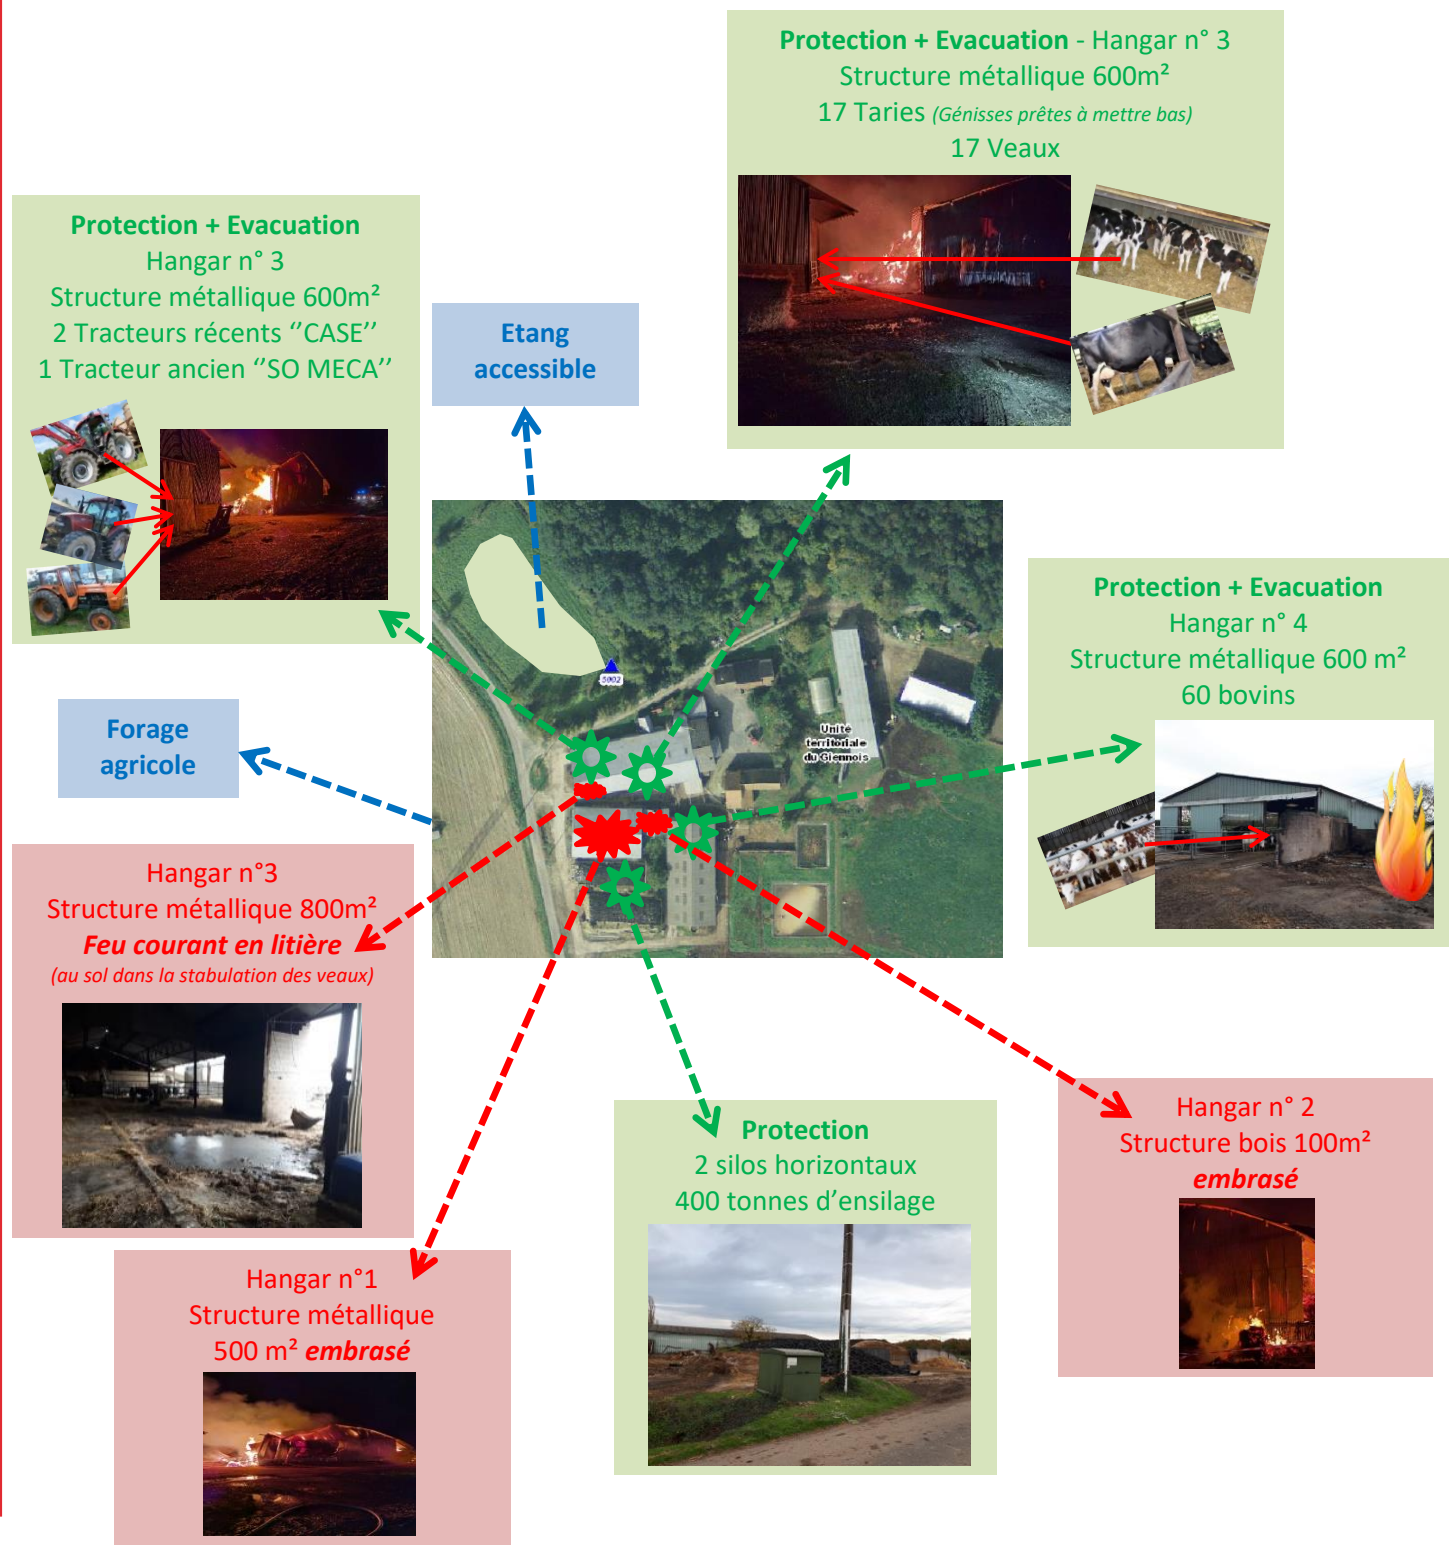 Protection + Evacuation - Hangar n° 3
Structure métallique 600m²
17 Taries (Génisses prêtes à mettre bas)
17 Veaux
Protection + Evacuation
Hangar n° 3
Structure métallique 600m²
2 Tracteurs récents ‘’CASE’’
1 Tracteur ancien ‘’SO MECA’’
Etang
accessible
Protection + Evacuation
Hangar n° 4
Structure métallique 600 m²
60 bovins
5002
Unité
territoriale
du Giennois
Forage
agricole
Hangar n°3
Structure métallique 800m²
Feu courant en litière
(au sol dans la stabulation des veaux)
Protection
2 silos horizontaux
400 tonnes d’ensilage
Hangar n° 2
Structure bois 100m²
embrasé
Hangar n°1
Structure métallique
500 m² embrasé